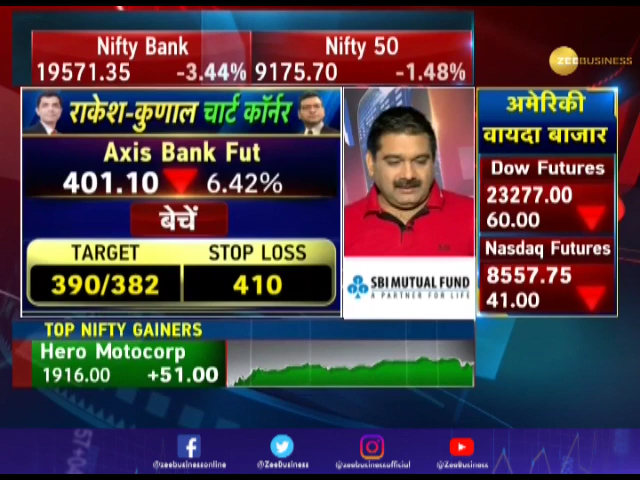 Nifty Bank
19571.35 -3.44%
Nifty 50
9175.70 -1.48%
ZEEBUSINESS
राकेश-कुणाल चार्ट कॉर्नर
Axis Bank Fut
401.10 6.42%
बेचें
TARGET STOP LOSS
390/382 410
SBI MUTUAL FUND
A PARTNER FOR LIFE
अमेरिकी
वायदा बाजार
Dow Futures
23277.00
60.00
Nasdaq Futures
8557.75
41.00
TOP NIFTY GAINERS
Hero Motocorp
1916.00 +51.00
@zeebusinessonline
@ZeeBusiness
@zeebusinessofficial
@ZeeBusiness